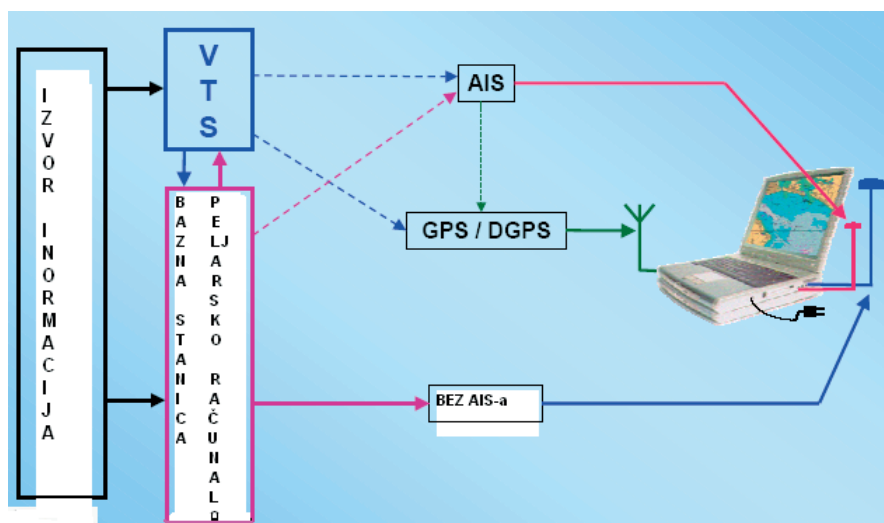 IZVOR INORMACIJA
VTS
BAZNA STANICA
PELJARSKO RAČUNALO
AIS
GPS / DGPS
BEZ AIS-a